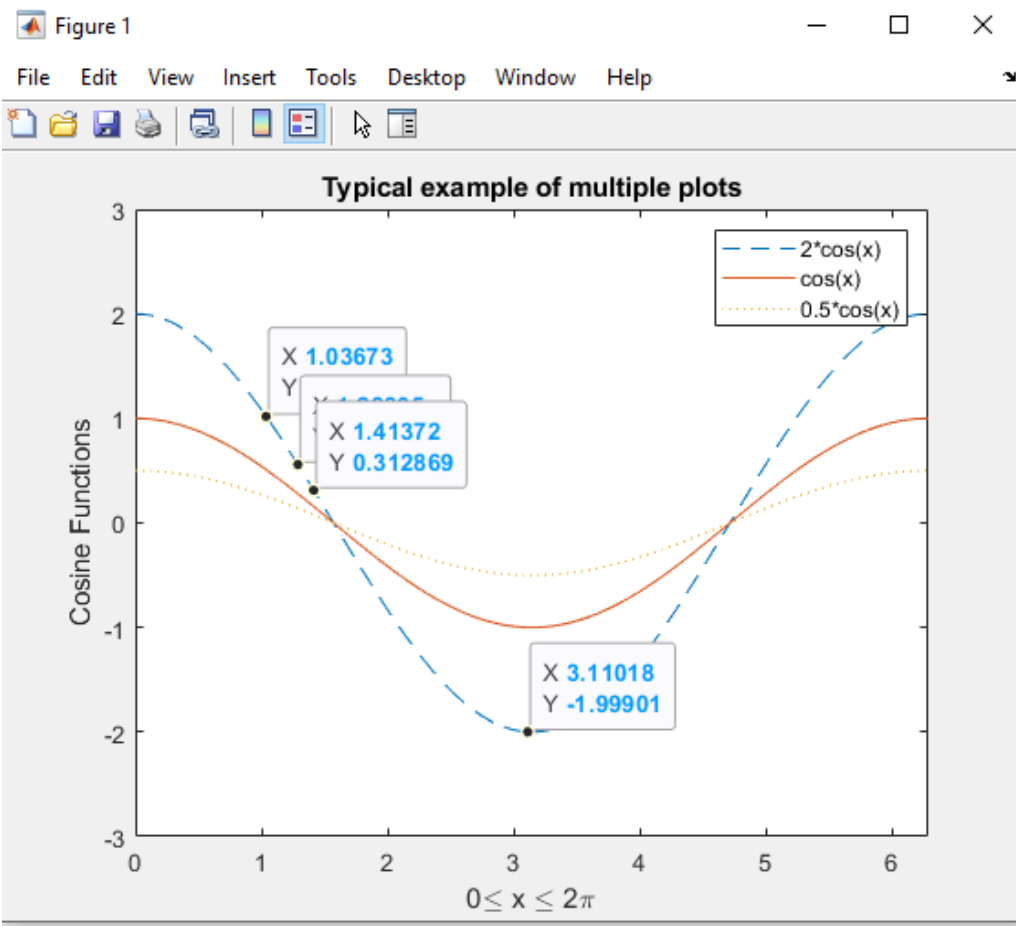 Figure 1
File Edit View Insert Tools Desktop Window Help
Typical example of multiple plots
3
2
1
0
-1
-2
-3
Cosine Functions
2*cos(x)
cos(x)
0.5*cos(x)
X 1.03673
Y
X
X 1.41372
Y 0.312869
X 3.11018
Y -1.99901
0 1 2 3 4 5 6
0≤ x ≤ 2π